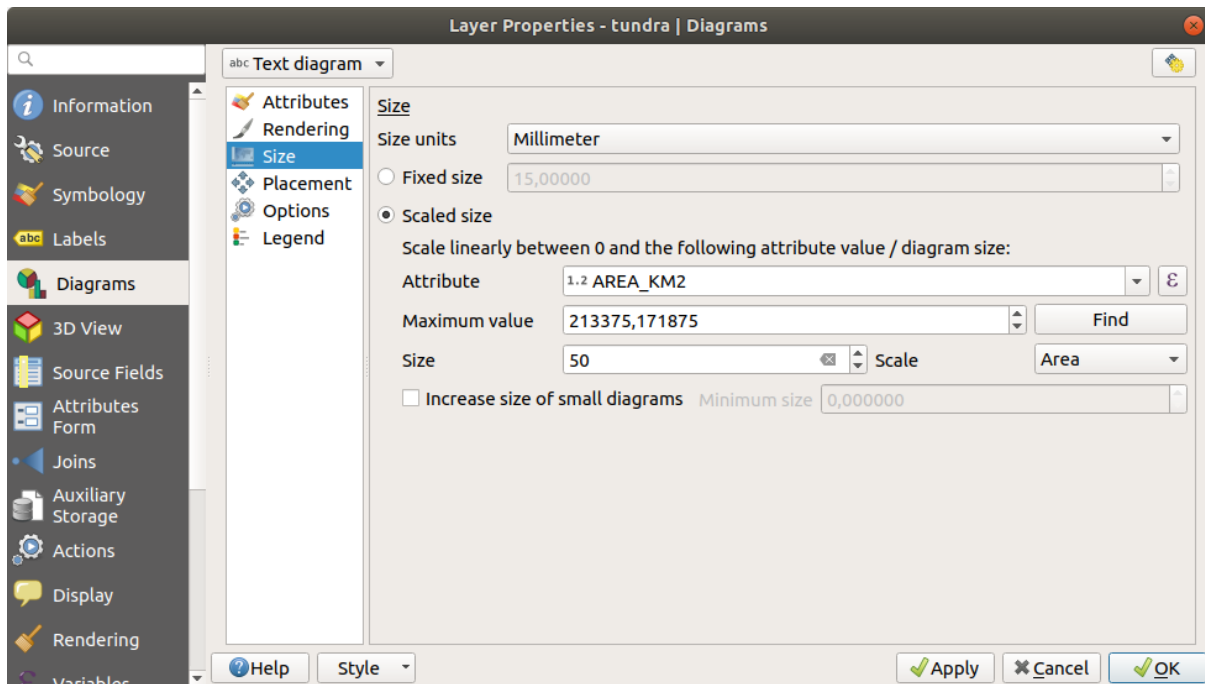 Layer Properties - tundra | Diagrams
abc Text diagram
Information
Source
Symbology
abc Labels
Diagrams
3D View
Source Fields
Attributes
Form
Joins
Auxiliary
Storage
Actions
Display
Rendering
Variables
Attributes
Rendering
Size
Placement
Options
Legend
Size
Size units Millimeter
Fixed size 15,00000
Scaled size
Scale linearly between 0 and the following attribute value / diagram size:
Attribute 1.2 AREA_KM2 ε
Maximum value 213375,171875 Find
Size 50 Scale Area
Increase size of small diagrams Minimum size 0,000000
Help Style Apply Cancel OK